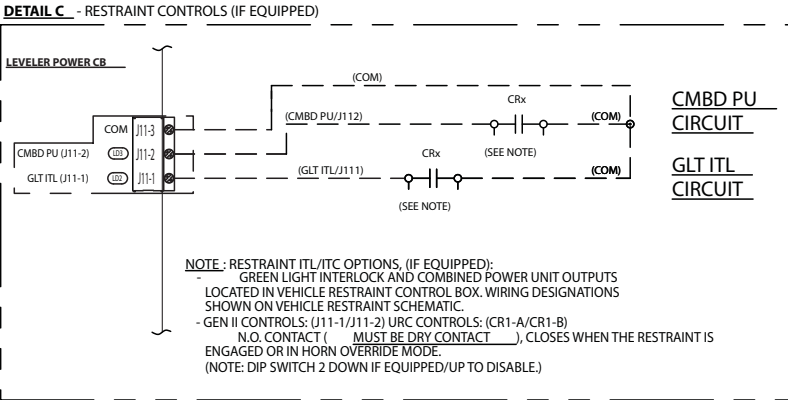 DETAIL C - RESTRAINT CONTROLS (IF EQUIPPED)
LEVELER POWER CB
(COM)
CRx
CMBD PU
CIRCUIT
(CMBD PU/J112)
(COM)
COM
J11-3
CMBD PU (J11-2)
LD3
J11-2
CRx
(SEE NOTE)
GLT ITL
CIRCUIT
GLT ITL (J11-1)
LD2
J11-1
(GLT ITL/J111)
(COM)
(SEE NOTE)
NOTE : RESTRAINT ITL/ITC OPTIONS, (IF EQUIPPED):
- GREEN LIGHT INTERLOCK AND COMBINED POWER UNIT OUTPUTS
LOCATED IN VEHICLE RESTRAINT CONTROL BOX. WIRING DESIGNATIONS
SHOWN ON VEHICLE RESTRAINT SCHEMATIC.
- GEN II CONTROLS: (J11-1/J11-2) URC CONTROLS: (CR1-A/CR1-B)
N.O. CONTACT ( MUST BE DRY CONTACT ), CLOSES WHEN THE RESTRAINT IS
ENGAGED OR IN HORN OVERRIDE MODE.
(NOTE: DIP SWITCH 2 DOWN IF EQUIPPED/UP TO DISABLE.)